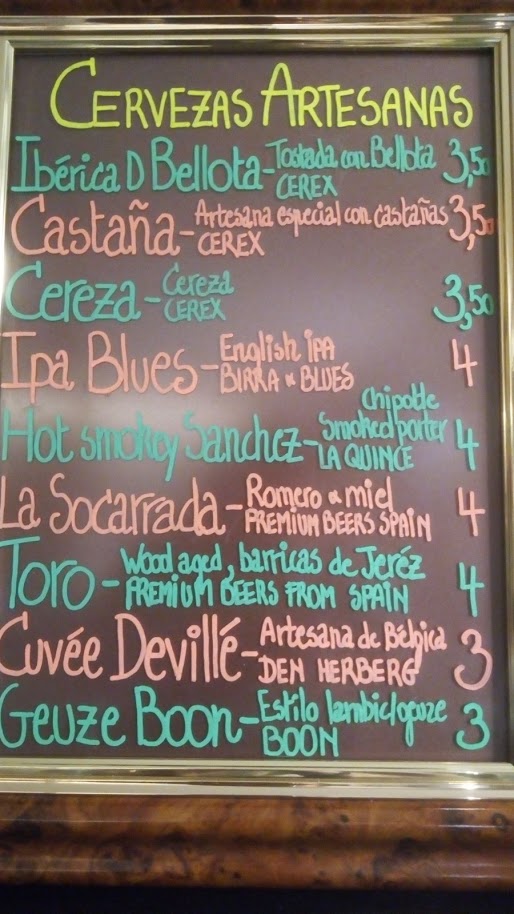 CERVEZAS ARTESANAS
Ibérica D Bellota - Tostada con Bellota 3,50
CEREX
Castaña - Artesana especial con castañas 3,50
CEREX
Cereza - Cereza 3,50
CEREX
Ipa Blues - English IPA 4
BIRRA & BLUES
Hot smokey Sanchez - Chipotle
Smoked porter 4
LA QUINCE
La Socarrada - Romero & miel 4
PREMIUM BEERS SPAIN
Toro - Wood aged, barricas de Jeréz 4
PREMIUM BEERS FROM SPAIN
Cuvée Devillé - Artesana de Bélgica 3
DEN HERBERG
Geuze Boon - Estilo lambic/geuze 3
BOON